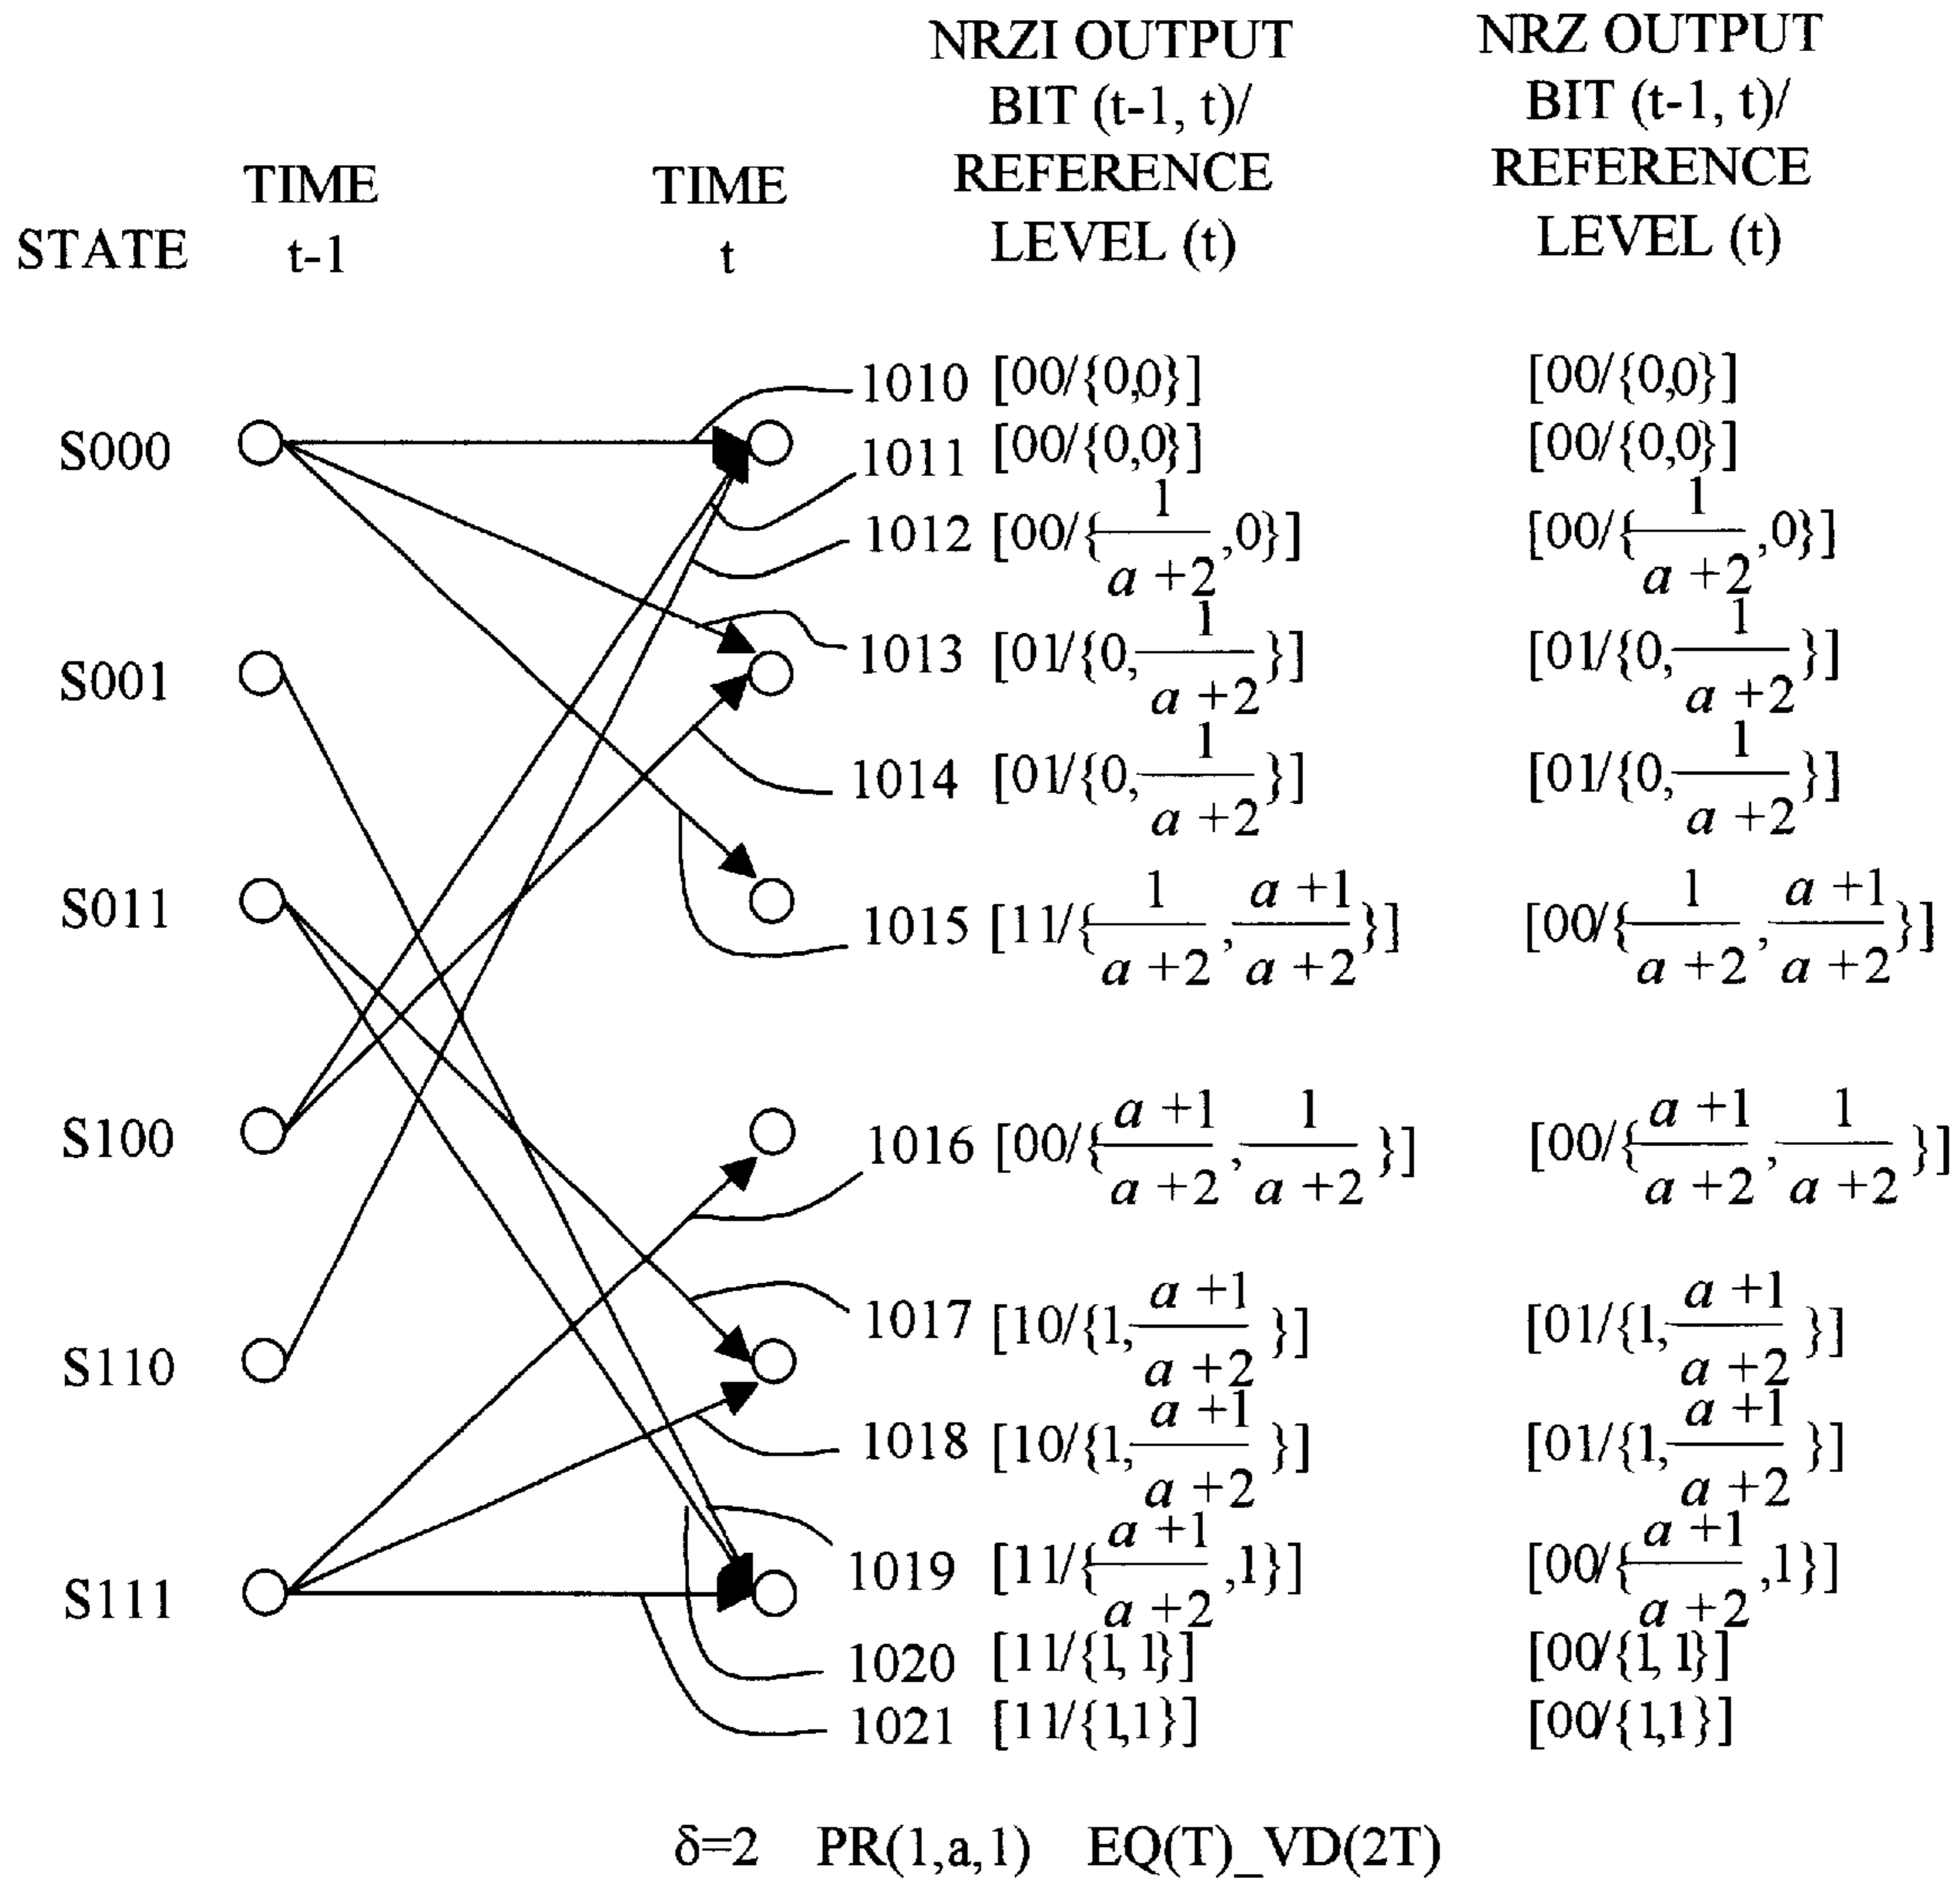 NRZI OUTPUT BIT (t-1, t)/ REFERENCE LEVEL (t)
NRZ OUTPUT BIT (t-1, t)/ REFERENCE LEVEL (t)
STATE
TIME t-1
TIME t
S000
S001
S011
S100
S110
S111
1010 [00/{0,0}] [00/{0,0}]
1011 [00/{0,0}] [00/{0,0}]
1012 [00/{1/a+2,0}] [00/{1/a+2,0}]
1013 [01/{0,1/a+2}] [01/{0,1/a+2}]
1014 [01/{0,1/a+2}] [01/{0,1/a+2}]
1015 [11/{1/a+2,a+1/a+2}] [00/{1/a+2,a+1/a+2}]
1016 [00/{a+1/a+2,1/a+2}] [00/{a+1/a+2,1/a+2}]
1017 [10/{1,a+1/a+2}] [01/{1,a+1/a+2}]
1018 [10/{1,a+1/a+2}] [01/{1,a+1/a+2}]
1019 [11/{a+1/a+2,1}] [00/{a+1/a+2,1}]
1020 [11/{1,1}] [00/{1,1}]
1021 [11/{1,1}] [00/{1,1}]
δ=2 PR(1,a,1) EQ(T)_VD(2T)